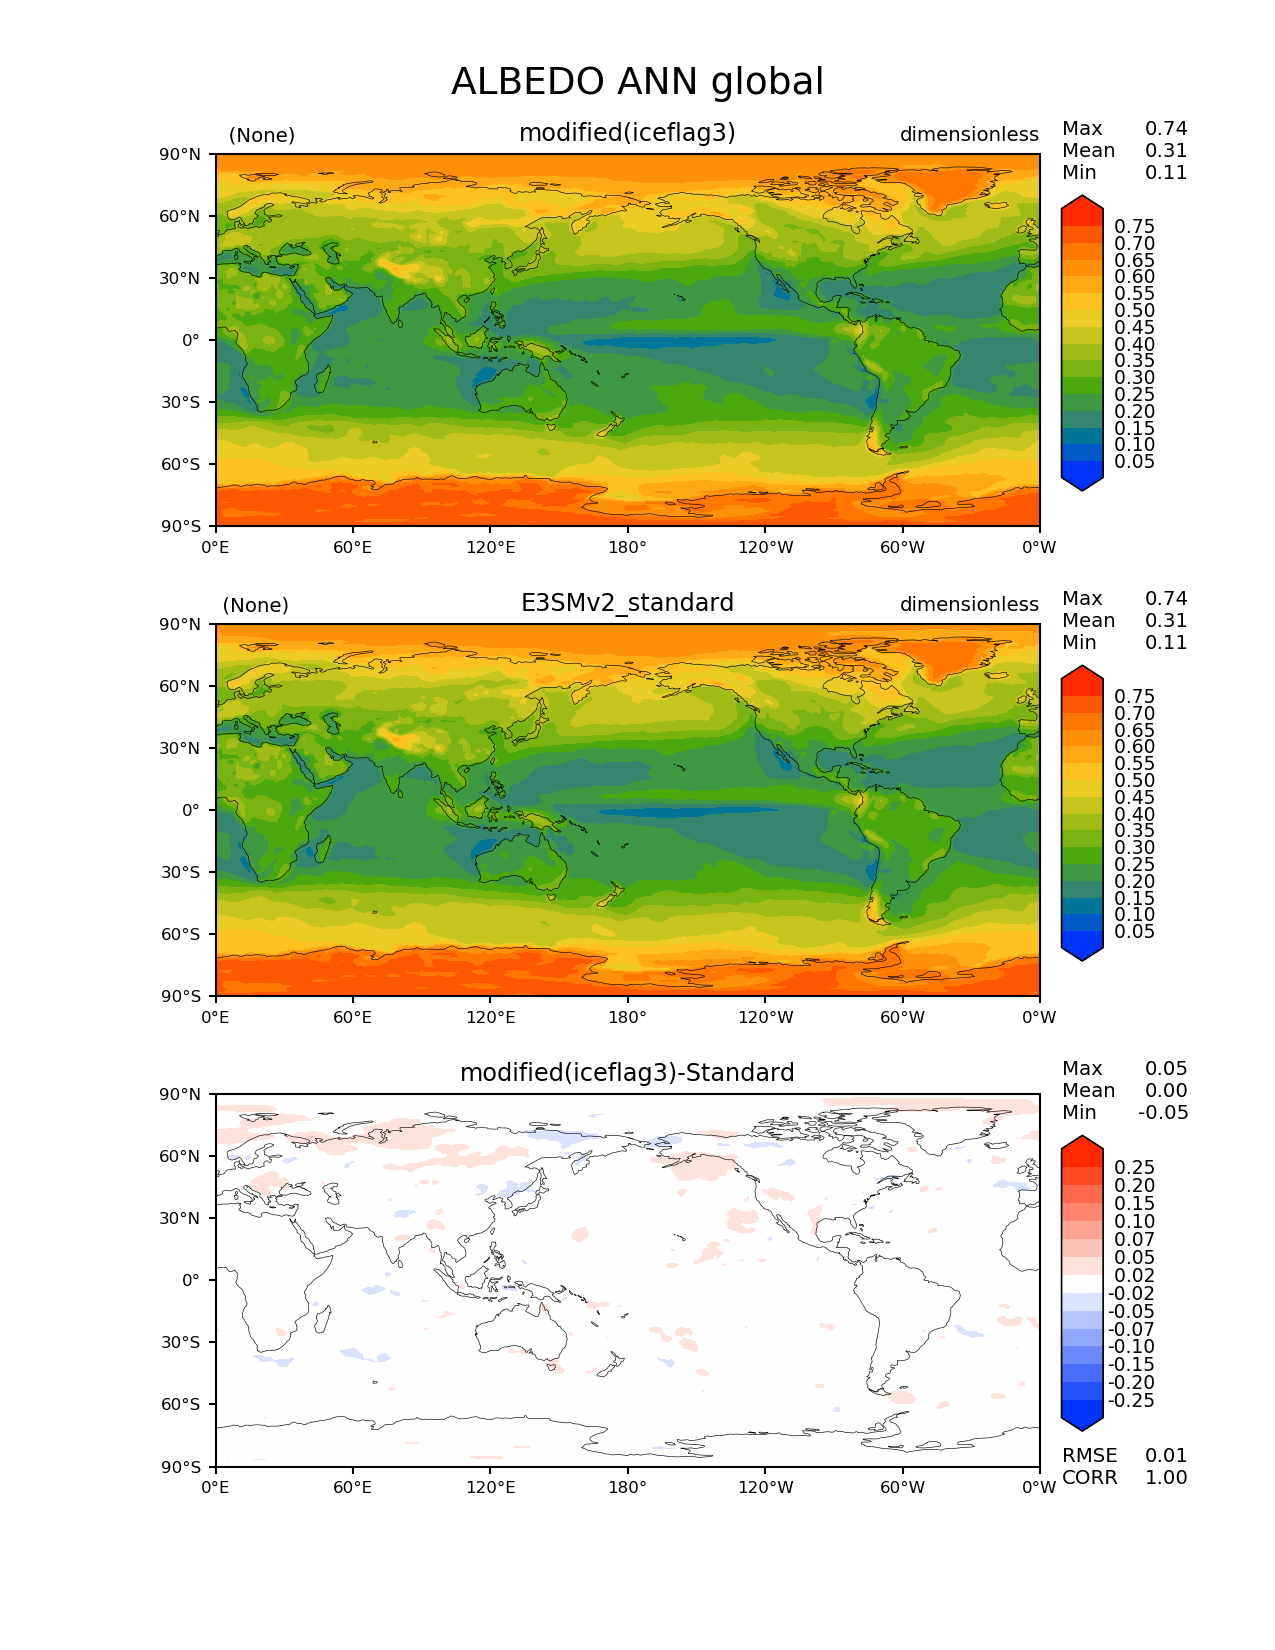 ALBEDO ANN global
(None) modified(iceflag3) dimensionless
Max 0.74
Mean 0.31
Min 0.11
90°N
60°N
30°N
0°
30°S
60°S
90°S
0°E 60°E 120°E 180° 120°W 60°W 0°W
0.75
0.70
0.65
0.60
0.55
0.50
0.45
0.40
0.35
0.30
0.25
0.20
0.15
0.10
0.05
(None) E3SMv2_standard dimensionless
Max 0.74
Mean 0.31
Min 0.11
90°N
60°N
30°N
0°
30°S
60°S
90°S
0°E 60°E 120°E 180° 120°W 60°W 0°W
0.75
0.70
0.65
0.60
0.55
0.50
0.45
0.40
0.35
0.30
0.25
0.20
0.15
0.10
0.05
modified(iceflag3)-Standard
Max 0.05
Mean 0.00
Min -0.05
90°N
60°N
30°N
0°
30°S
60°S
90°S
0°E 60°E 120°E 180° 120°W 60°W 0°W
0.25
0.20
0.15
0.10
0.07
0.05
0.02
-0.02
-0.05
-0.07
-0.10
-0.15
-0.20
-0.25
RMSE 0.01
CORR 1.00